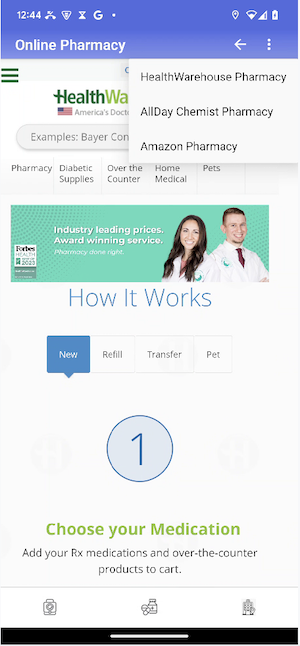 12:44
Online Pharmacy
HealthWarehouse Pharmacy
AllDay Chemist Pharmacy
Amazon Pharmacy
HealthWa
America's Docto
Examples: Bayer Con
Pharmacy
Diabetic
Supplies
Over the
Counter
Home
Medical
Pets
Industry leading prices.
Award winning service.
Pharmacy done right.
Forbes
HEALTH
2023
How It Works
New
Refill
Transfer
Pet
1
Choose your Medication
Add your Rx medications and over-the-counter
products to cart.